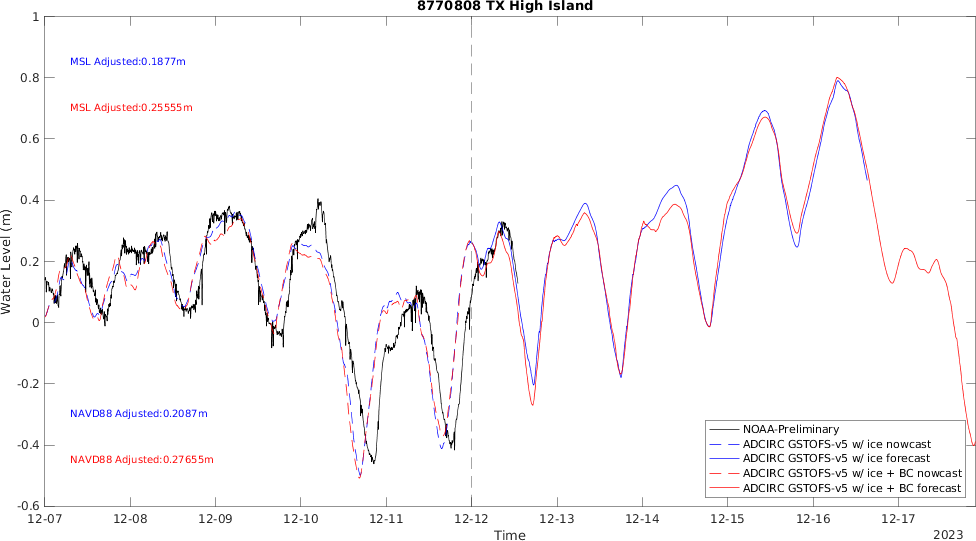 8770808 TX High Island
1
0.8
0.6
0.4
0.2
0
-0.2
-0.4
-0.6
Water Level (m)
MSL Adjusted:0.1877m
MSL Adjusted:0.25555m
NAVD88 Adjusted:0.2087m
NAVD88 Adjusted:0.27655m
NOAA-Preliminary
ADCIRC GSTOFS-v5 w/ ice nowcast
ADCIRC GSTOFS-v5 w/ ice forecast
ADCIRC GSTOFS-v5 w/ ice + BC nowcast
ADCIRC GSTOFS-v5 w/ ice + BC forecast
12-07 12-08 12-09 12-10 12-11 12-12 12-13 12-14 12-15 12-16 12-17
Time
2023